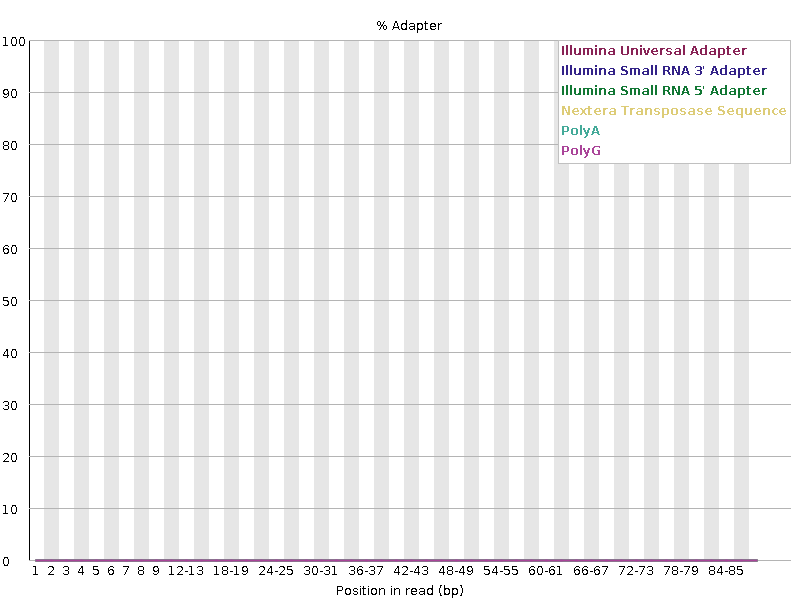 % Adapter
100
90
80
70
60
50
40
30
20
10
0
Illumina Universal Adapter
Illumina Small RNA 3' Adapter
Illumina Small RNA 5' Adapter
Nextera Transposase Sequence
PolyA
PolyG
1 2 3 4 5 6 7 8 9 12-13 18-19 24-25 30-31 36-37 42-43 48-49 54-55 60-61 66-67 72-73 78-79 84-85
Position in read (bp)